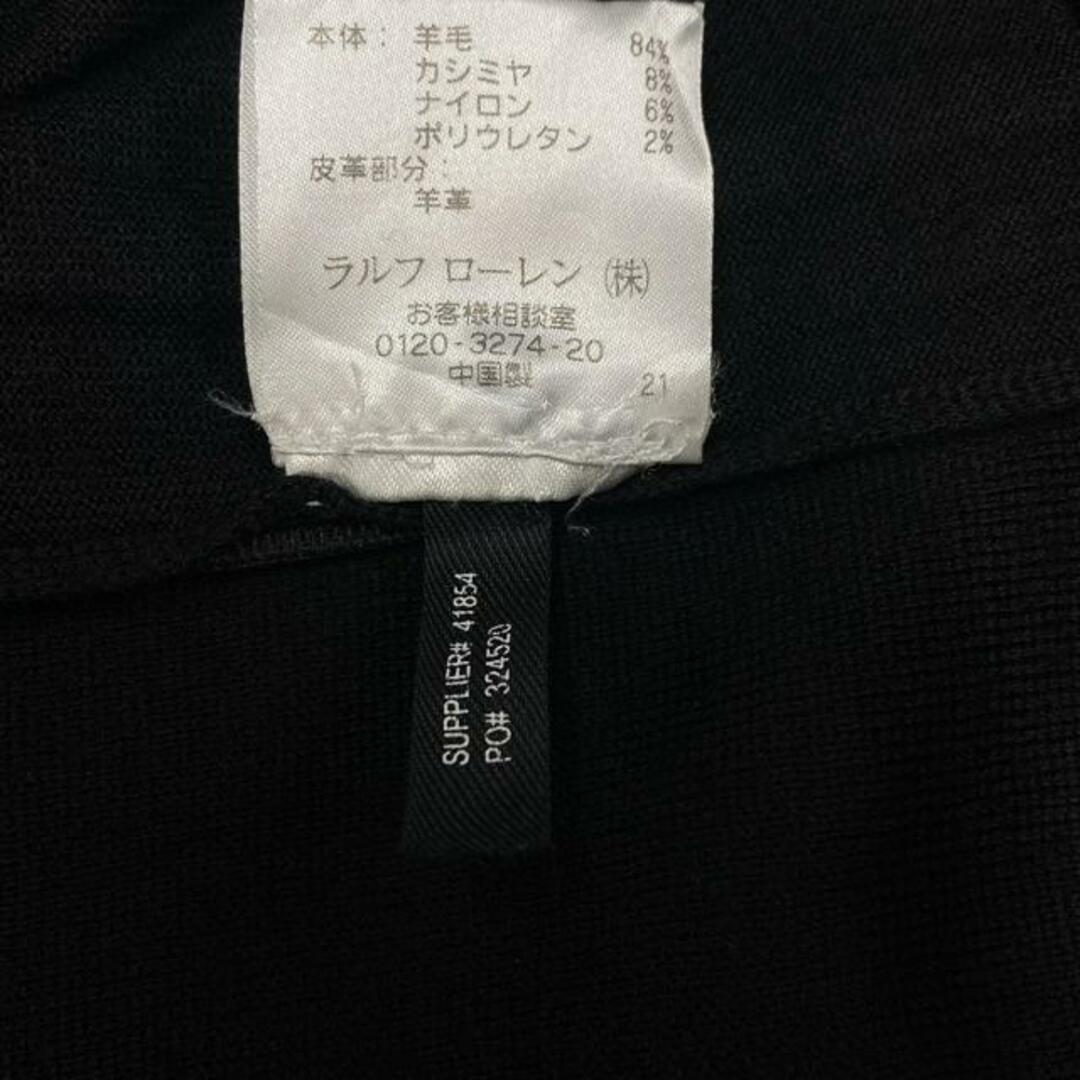 本体： 羊毛 84%
カシミヤ 8%
ナイロン 6%
ポリウレタン 2%
皮革部分：
羊革
ラルフ ローレン (株)
お客様相談室
0120-3274-20
中国製 21
SUPPLIER# 41854
PO# 324520